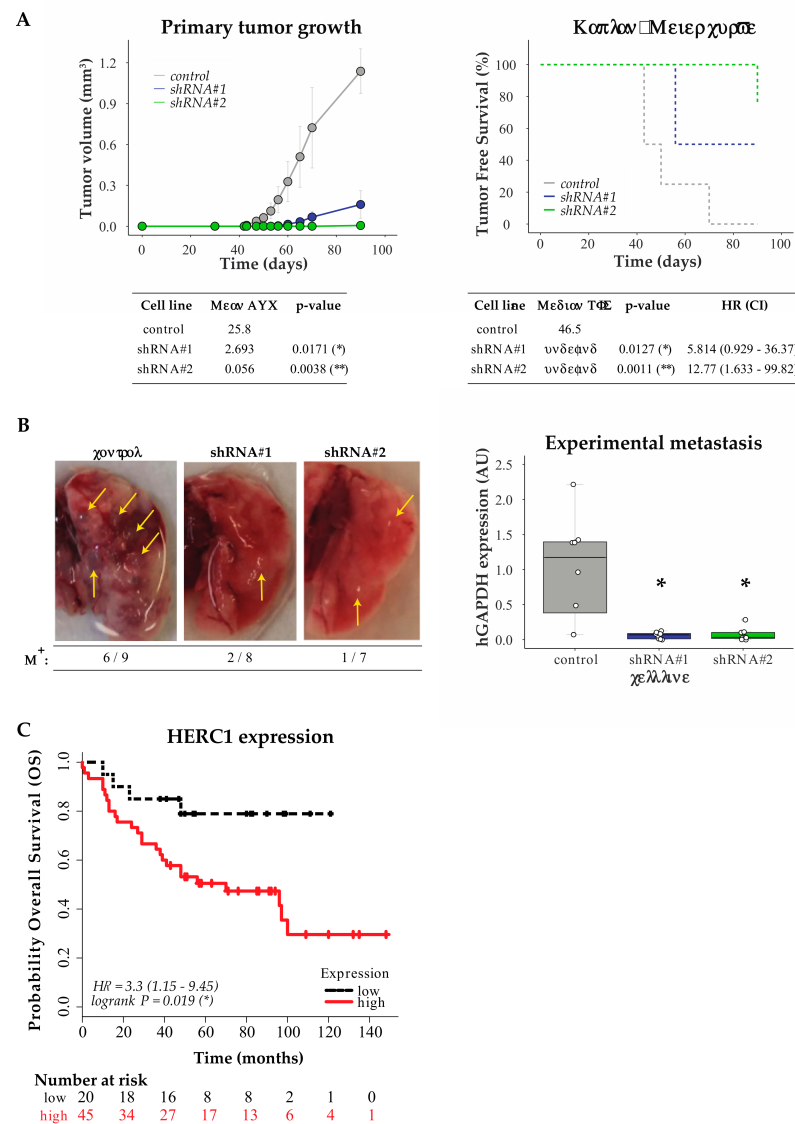 A
Primary tumor growth
Tumor volume (mm³)
1.2
0.9
0.6
0.3
0.0
control
shRNA#1
shRNA#2
0 20 40 60 80 100
Time (days)
Cell line Μεαν ΑΥΧ p-value
control 25.8
shRNA#1 2.693 0.0171 (*)
shRNA#2 0.056 0.0038 (**)
Tumor Free Survival (%)
100
80
60
40
20
0
control
shRNA#1
shRNA#2
0 20 40 60 80 100
Time (days)
Cell line Μεδιαν p-value HR (CI)
control 46.5
shRNA#1 0.0127 (*) 5.814 (0.929 - 36.37)
shRNA#2 0.0011 (**) 12.77 (1.633 - 99.82)
B
χοντρολ shRNA#1 shRNA#2
M+: 6 / 9 2 / 8 1 / 7
Experimental metastasis
hGAPDH expression (AU)
2.5
2.0
1.5
1.0
0.5
0.0
* *
control shRNA#1 shRNA#2
C
HERC1 expression
Probability Overall Survival (OS)
1.0
0.8
0.6
0.4
0.2
0.0
HR = 3.3 (1.15 - 9.45)
logrank P = 0.019 (*)
Expression
low
high
0 20 40 60 80 100 120 140
Time (months)
Number at risk
low 20 18 16 8 8 2 1 0
high 45 34 27 17 13 6 4 1